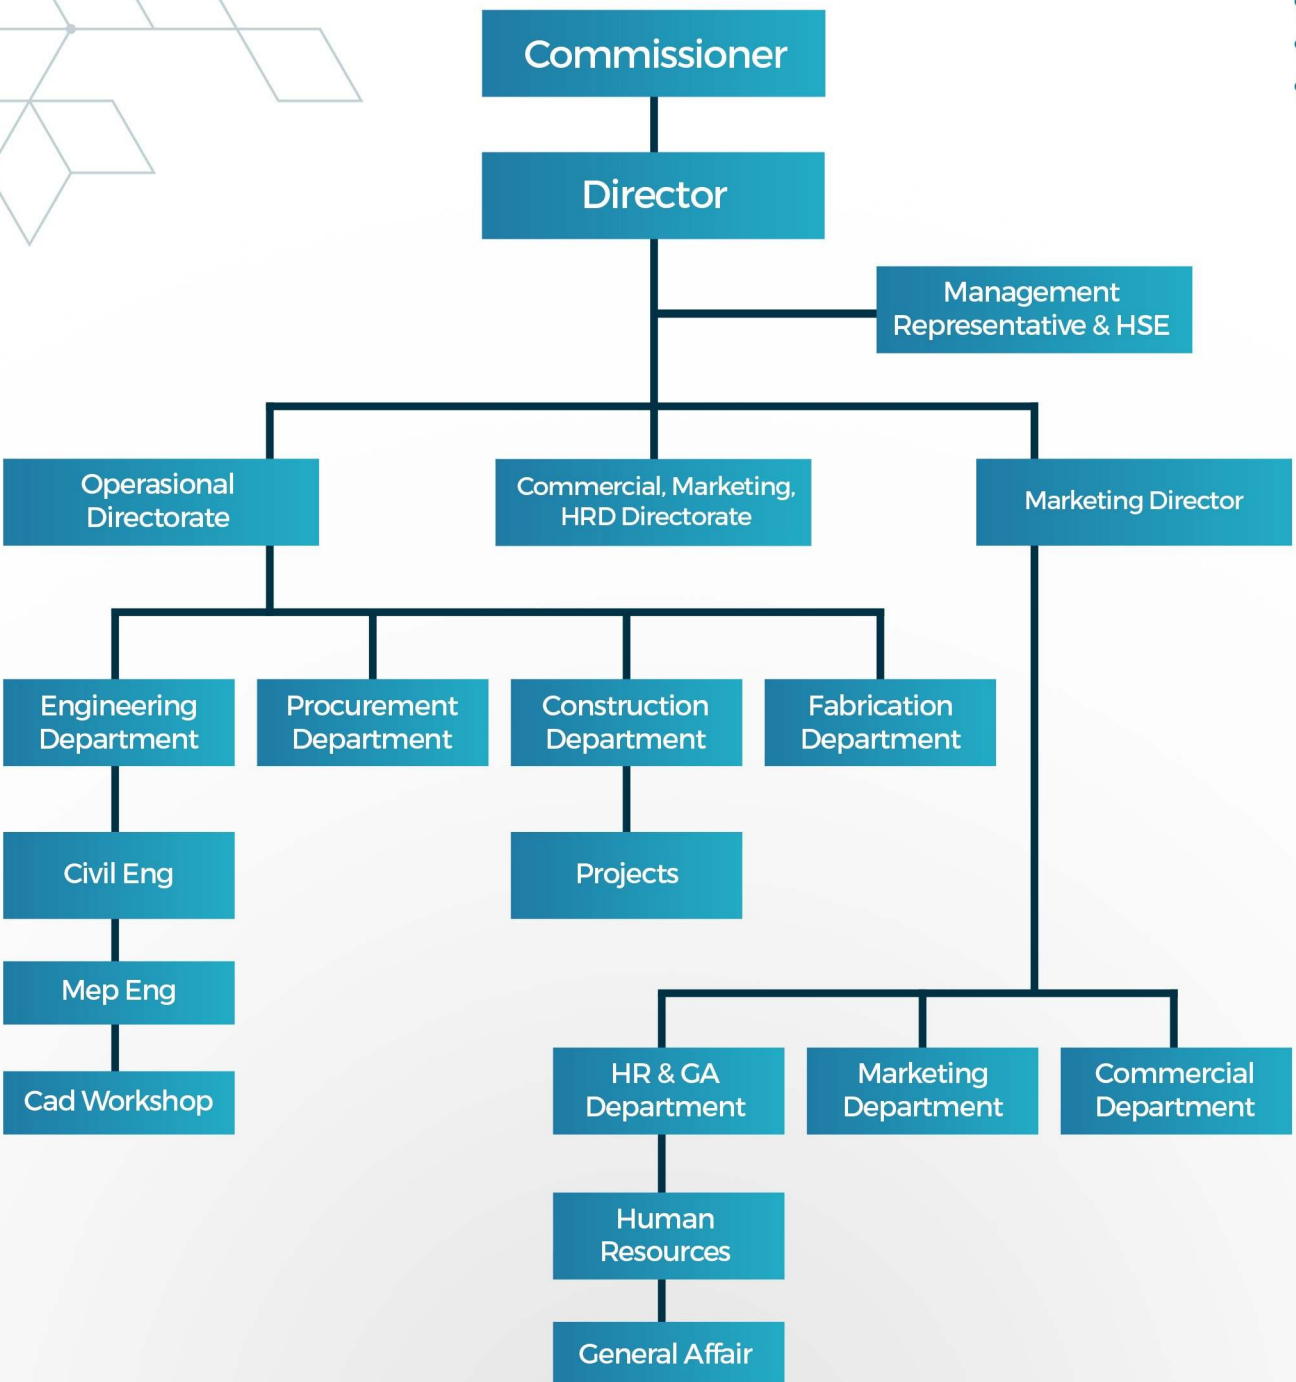 Commissioner
Director
Management
Representative & HSE
Operasional
Directorate
Commercial, Marketing,
HRD Directorate
Marketing Director
Engineering
Department
Procurement
Department
Construction
Department
Fabrication
Department
Civil Eng
Projects
Mep Eng
Cad Workshop
HR & GA
Department
Marketing
Department
Commercial
Department
Human
Resources
General Affair